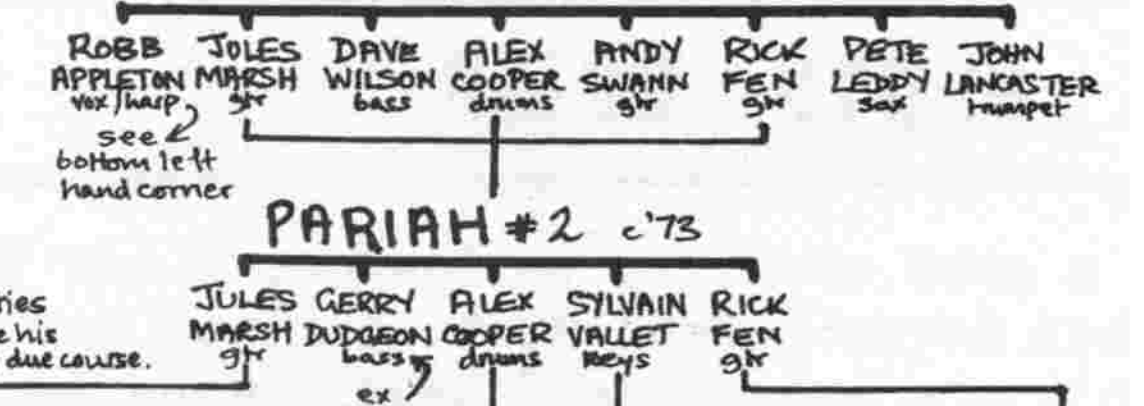 ROBB JULES DAVE ALEX ANDY RICK PETE JOHN
APPLETON MARSH WILSON COOPER SWANN FEN LEDDY LANCASTER
vox/harp gtr bass drums gtr gtr sax trumpet
see
bottom left
hand corner
PARIAH #2 c'73
JULES GERRY ALEX SYLVAIN RICK
MARSH DUDGEON COOPER VALLET FEN
gtr bass drums keys gtr
ries
e his
due course.
ex